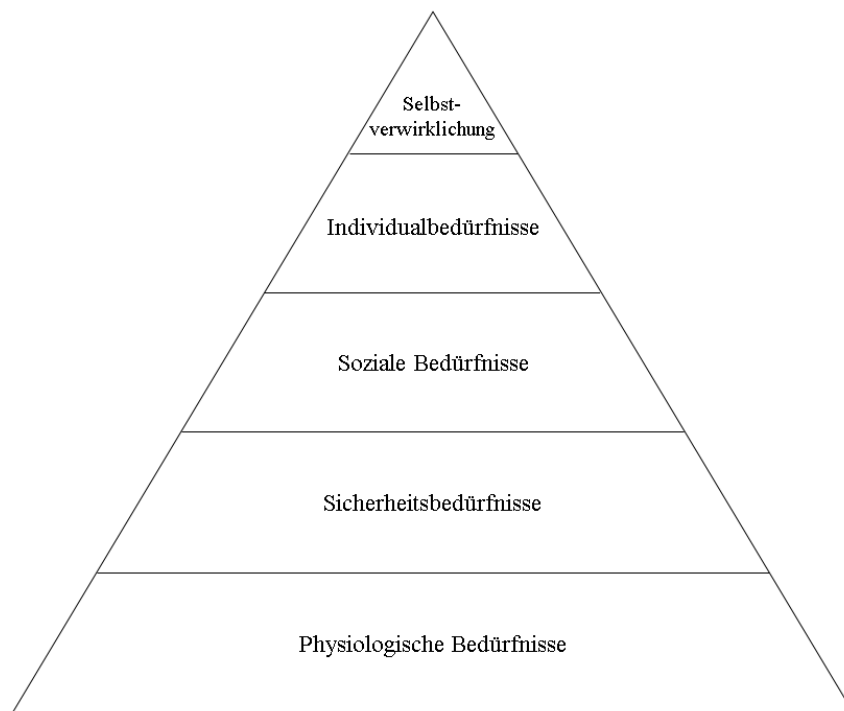 Selbst-
verwirklichung
Individualbedürfnisse
Soziale Bedürfnisse
Sicherheitsbedürfnisse
Physiologische Bedürfnisse